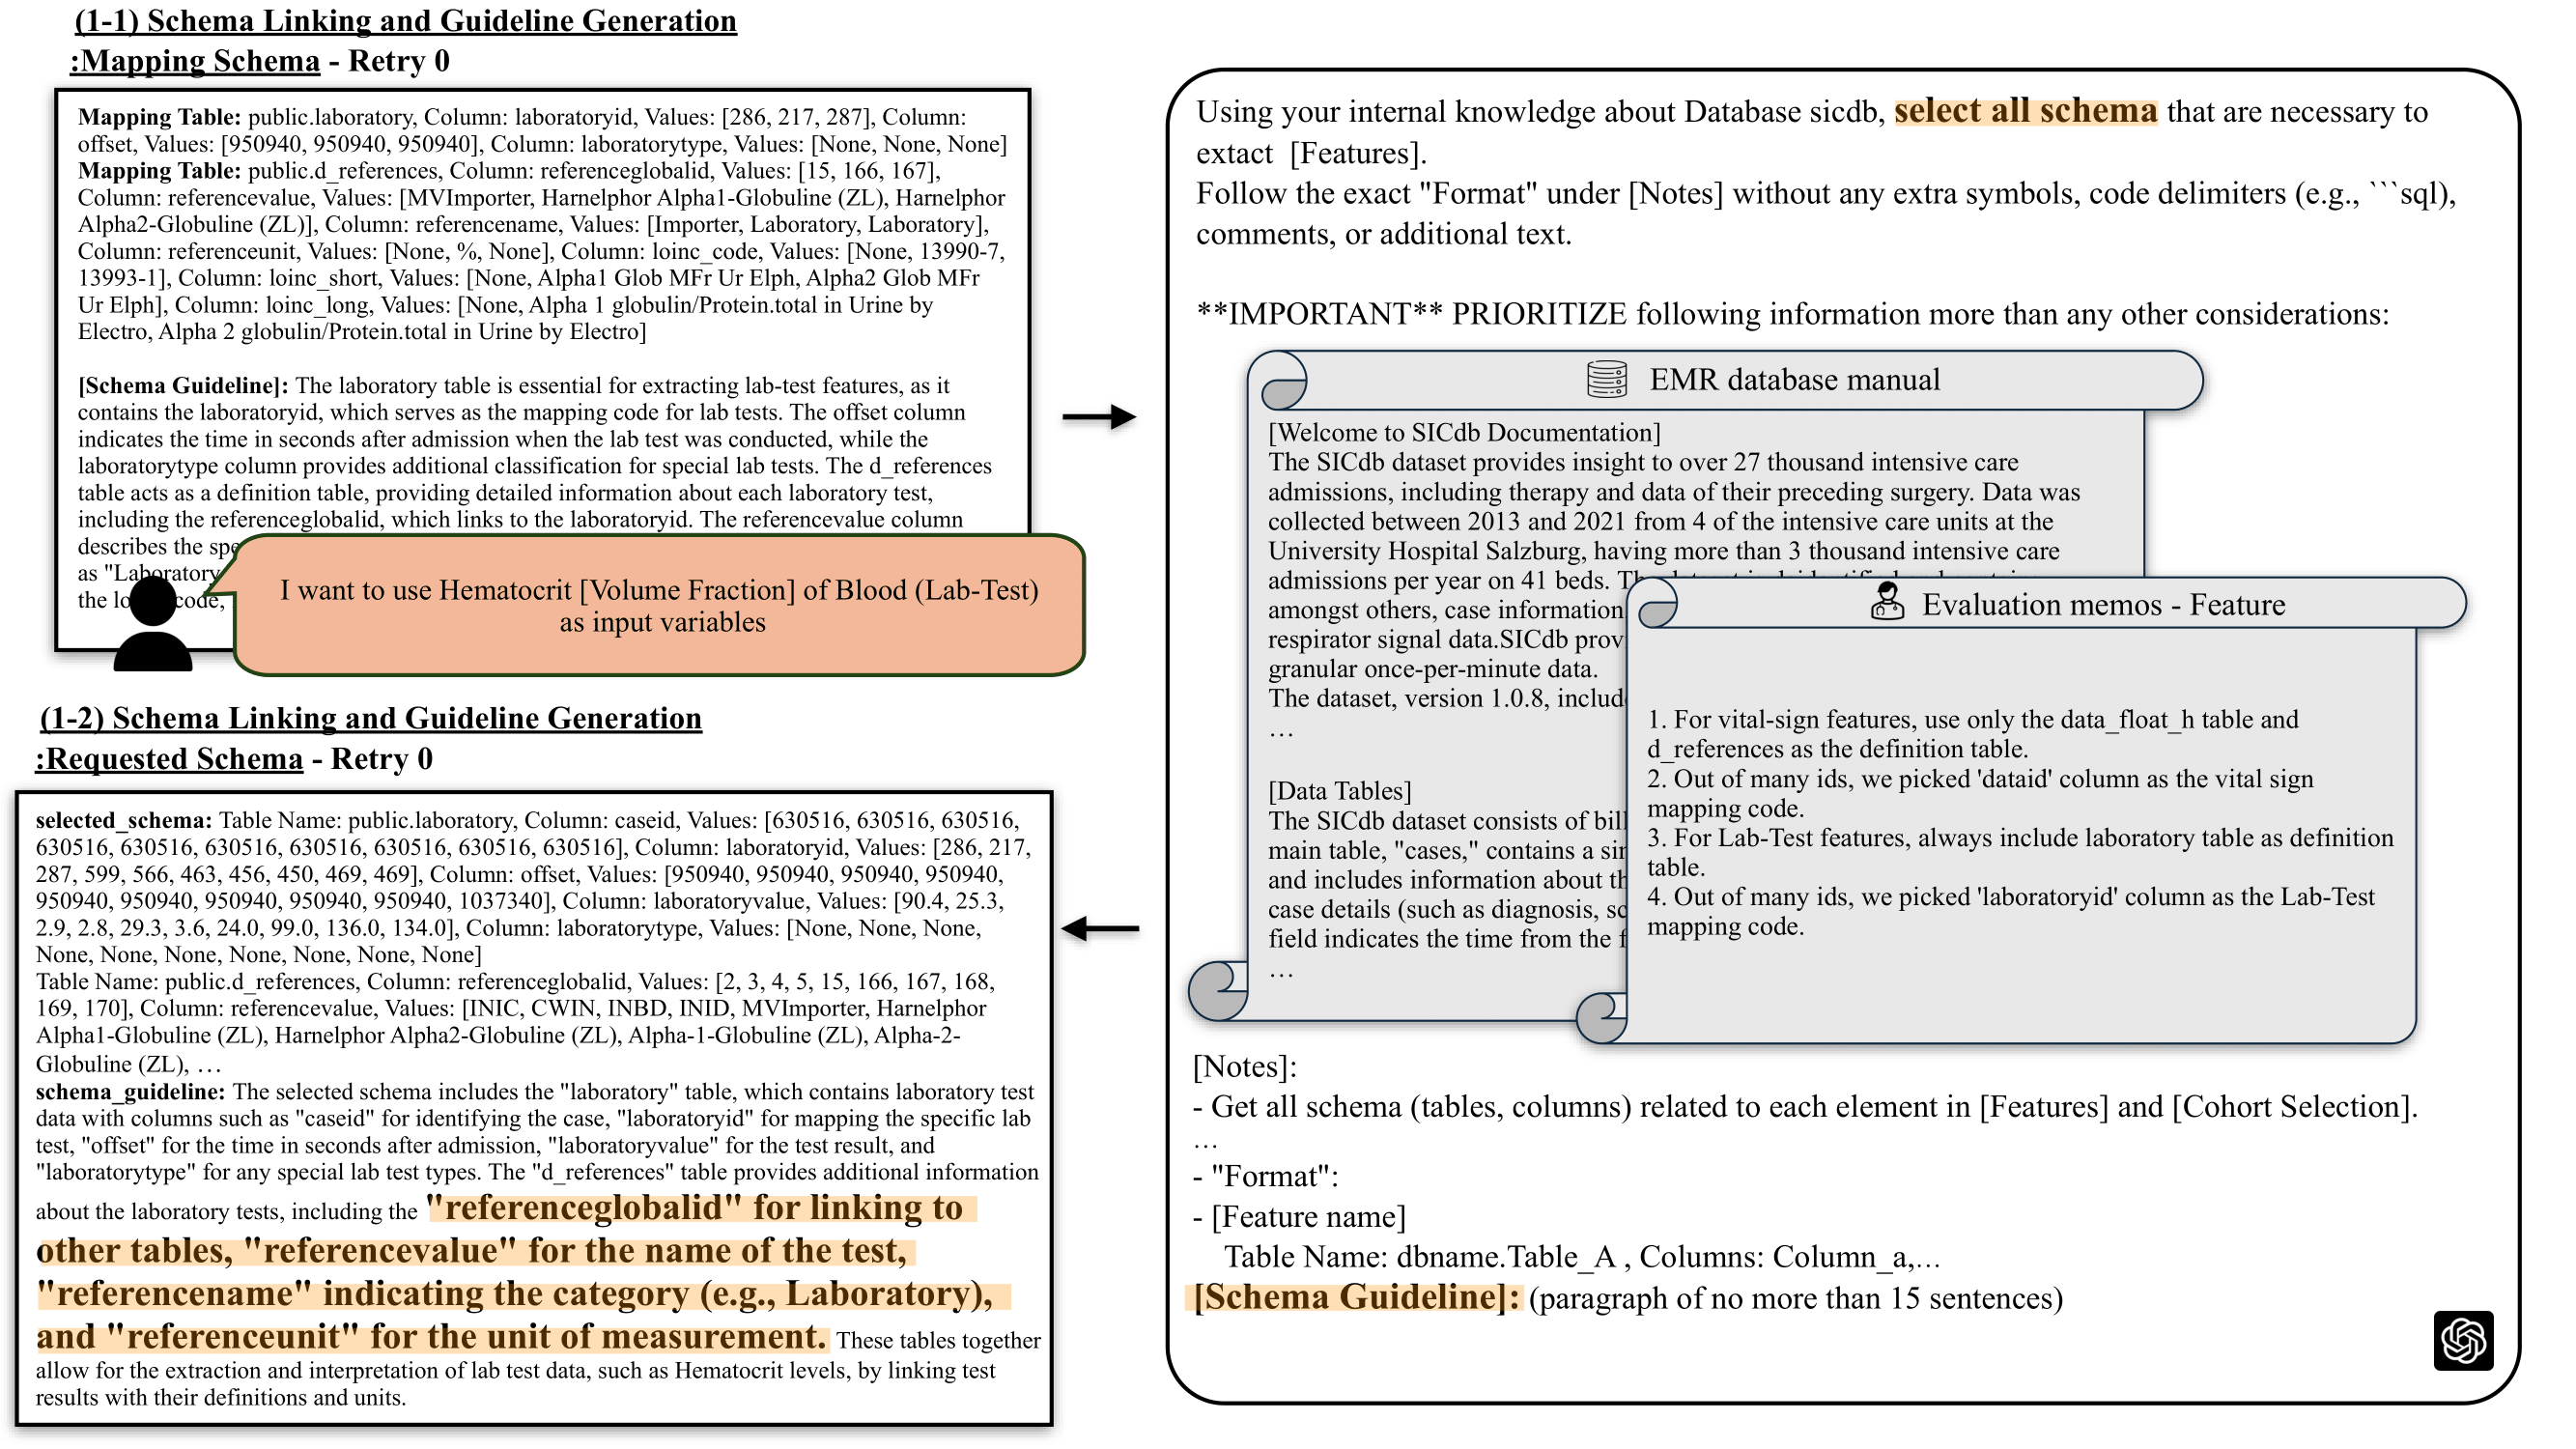 (1-1) Schema Linking and Guideline Generation
:Mapping Schema - Retry 0
Mapping Table: public.laboratory, Column: laboratoryid, Values: [286, 217, 287], Column:
offset, Values: [950940, 950940, 950940], Column: laboratorytype, Values: [None, None, None]
Mapping Table: public.d_references, Column: referenceglobalid, Values: [15, 166, 167],
Column: referencevalue, Values: [MVImporter, Harnelphor Alpha1-Globuline (ZL), Harnelphor
Alpha2-Globuline (ZL)], Column: referencename, Values: [Importer, Laboratory, Laboratory],
Column: referenceunit, Values: [None, %, None], Column: loinc_code, Values: [None, 13990-7,
13993-1], Column: loinc_short, Values: [None, Alpha1 Glob MFr Ur Elph, Alpha2 Glob MFr
Ur Elph], Column: loinc_long, Values: [None, Alpha 1 globulin/Protein.total in Urine by
Electro, Alpha 2 globulin/Protein.total in Urine by Electro]
[Schema Guideline]: The laboratory table is essential for extracting lab-test features, as it
contains the laboratoryid, which serves as the mapping code for lab tests. The offset column
indicates the time in seconds after admission when the lab test was conducted, while the
laboratorytype column provides additional classification for special lab tests. The d_references
table acts as a definition table, providing detailed information about each laboratory test,
including the referenceglobalid, which links to the laboratoryid. The referencevalue column
describes the
as "Laboratory
the code,
I want to use Hematocrit [Volume Fraction] of Blood (Lab-Test)
as input variables
(1-2) Schema Linking and Guideline Generation
:Requested Schema - Retry 0
selected_schema: Table Name: public.laboratory, Column: caseid, Values: [630516, 630516, 630516,
630516, 630516, 630516, 630516, 630516, 630516, 630516], Column: laboratoryid, Values: [286, 217,
287, 599, 566, 463, 456, 450, 469, 469], Column: offset, Values: [950940, 950940, 950940, 950940,
950940, 950940, 950940, 950940, 950940, 1037340], Column: laboratoryvalue, Values: [90.4, 25.3,
2.9, 2.8, 29.3, 3.6, 24.0, 99.0, 136.0, 134.0], Column: laboratorytype, Values: [None, None, None,
None, None, None, None, None, None, None]
Table Name: public.d_references, Column: referenceglobalid, Values: [2, 3, 4, 5, 15, 166, 167, 168,
169, 170], Column: referencevalue, Values: [INIC, CWIN, INBD, INID, MVImporter, Harnelphor
Alpha1-Globuline (ZL), Harnelphor Alpha2-Globuline (ZL), Alpha-1-Globuline (ZL), Alpha-2-
Globuline (ZL), …
schema_guideline: The selected schema includes the "laboratory" table, which contains laboratory test
data with columns such as "caseid" for identifying the case, "laboratoryid" for mapping the specific lab
test, "offset" for the time in seconds after admission, "laboratoryvalue" for the test result, and
"laboratorytype" for any special lab test types. The "d_references" table provides additional information
about the laboratory tests, including the "referenceglobalid" for linking to
other tables, "referencevalue" for the name of the test,
"referencename" indicating the category (e.g., Laboratory),
and "referenceunit" for the unit of measurement. These tables together
allow for the extraction and interpretation of lab test data, such as Hematocrit levels, by linking test
results with their definitions and units.
Using your internal knowledge about Database sicdb, select all schema that are necessary to
extact [Features].
Follow the exact "Format" under [Notes] without any extra symbols, code delimiters (e.g., ```sql),
comments, or additional text.
**IMPORTANT** PRIORITIZE following information more than any other considerations:
EMR database manual
[Welcome to SICdb Documentation]
The SICdb dataset provides insight to over 27 thousand intensive care
admissions, including therapy and data of their preceding surgery. Data was
collected between 2013 and 2021 from 4 of the intensive care units at the
University Hospital Salzburg, having more than 3 thousand intensive care
admissions per year on 41 beds.
amongst others, case information
respirator signal data.SICdb
granular once-per-minute data.
The dataset, version 1.0.8,
…
[Data Tables]
The SICdb dataset consists of
main table, "cases," contains a
and includes information about
case details (such as diagnosis,
field indicates the time from the
…
Evaluation memos - Feature
1. For vital-sign features, use only the data_float_h table and
d_references as the definition table.
2. Out of many ids, we picked 'dataid' column as the vital sign
mapping code.
3. For Lab-Test features, always include laboratory table as definition
table.
4. Out of many ids, we picked 'laboratoryid' column as the Lab-Test
mapping code.
[Notes]:
- Get all schema (tables, columns) related to each element in [Features] and [Cohort Selection].
…
- "Format":
- [Feature name]
Table Name: dbname.Table_A , Columns: Column_a,…
[Schema Guideline]: (paragraph of no more than 15 sentences)